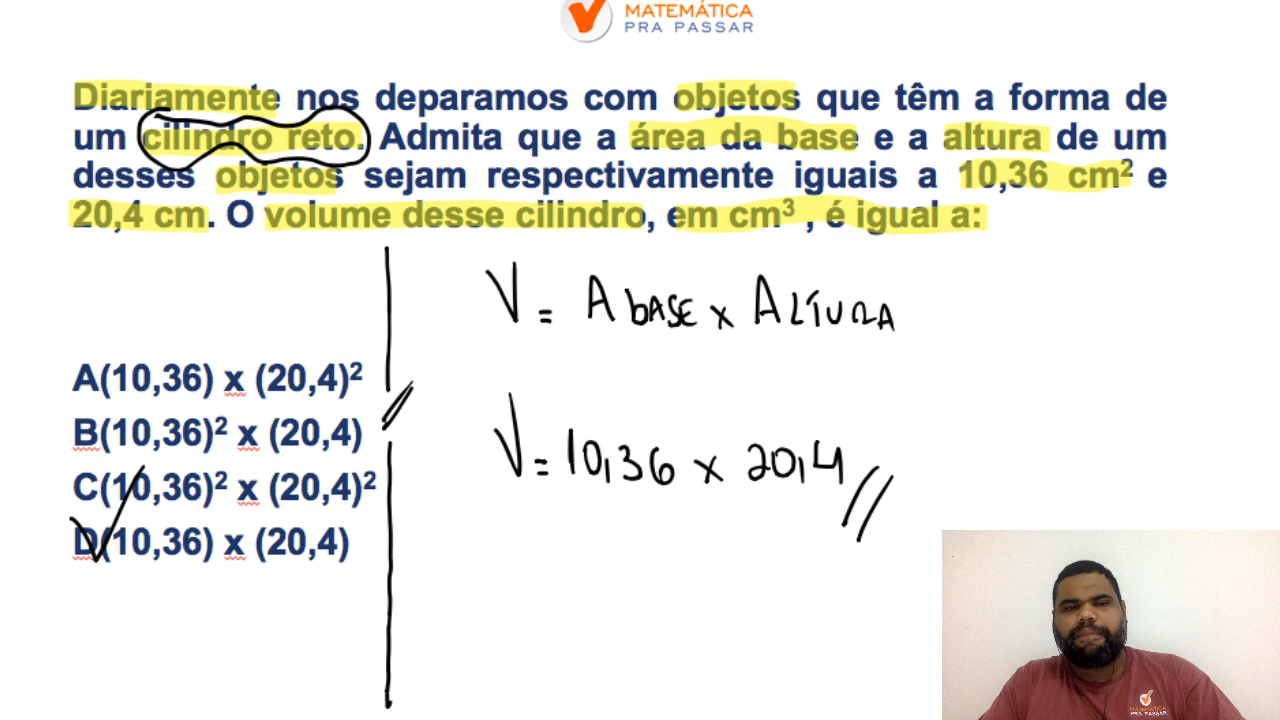 MATEMÁTICA
PRA PASSAR
Diariamente nos deparamos com objetos que têm a forma de
um cilindro reto. Admita que a área da base e a altura de um
desses objetos sejam respectivamente iguais a 10,36 cm² e
20,4 cm. O volume desse cilindro, em cm³ , é igual a:
V = A BASE x ALTURA
A(10,36) x (20,4)²
B(10,36)² x (20,4)
V = 10,36 x 20,4
C(10,36)² x (20,4)²
D(10,36) x (20,4)
MATEMÁTICA
PRA PASSAR